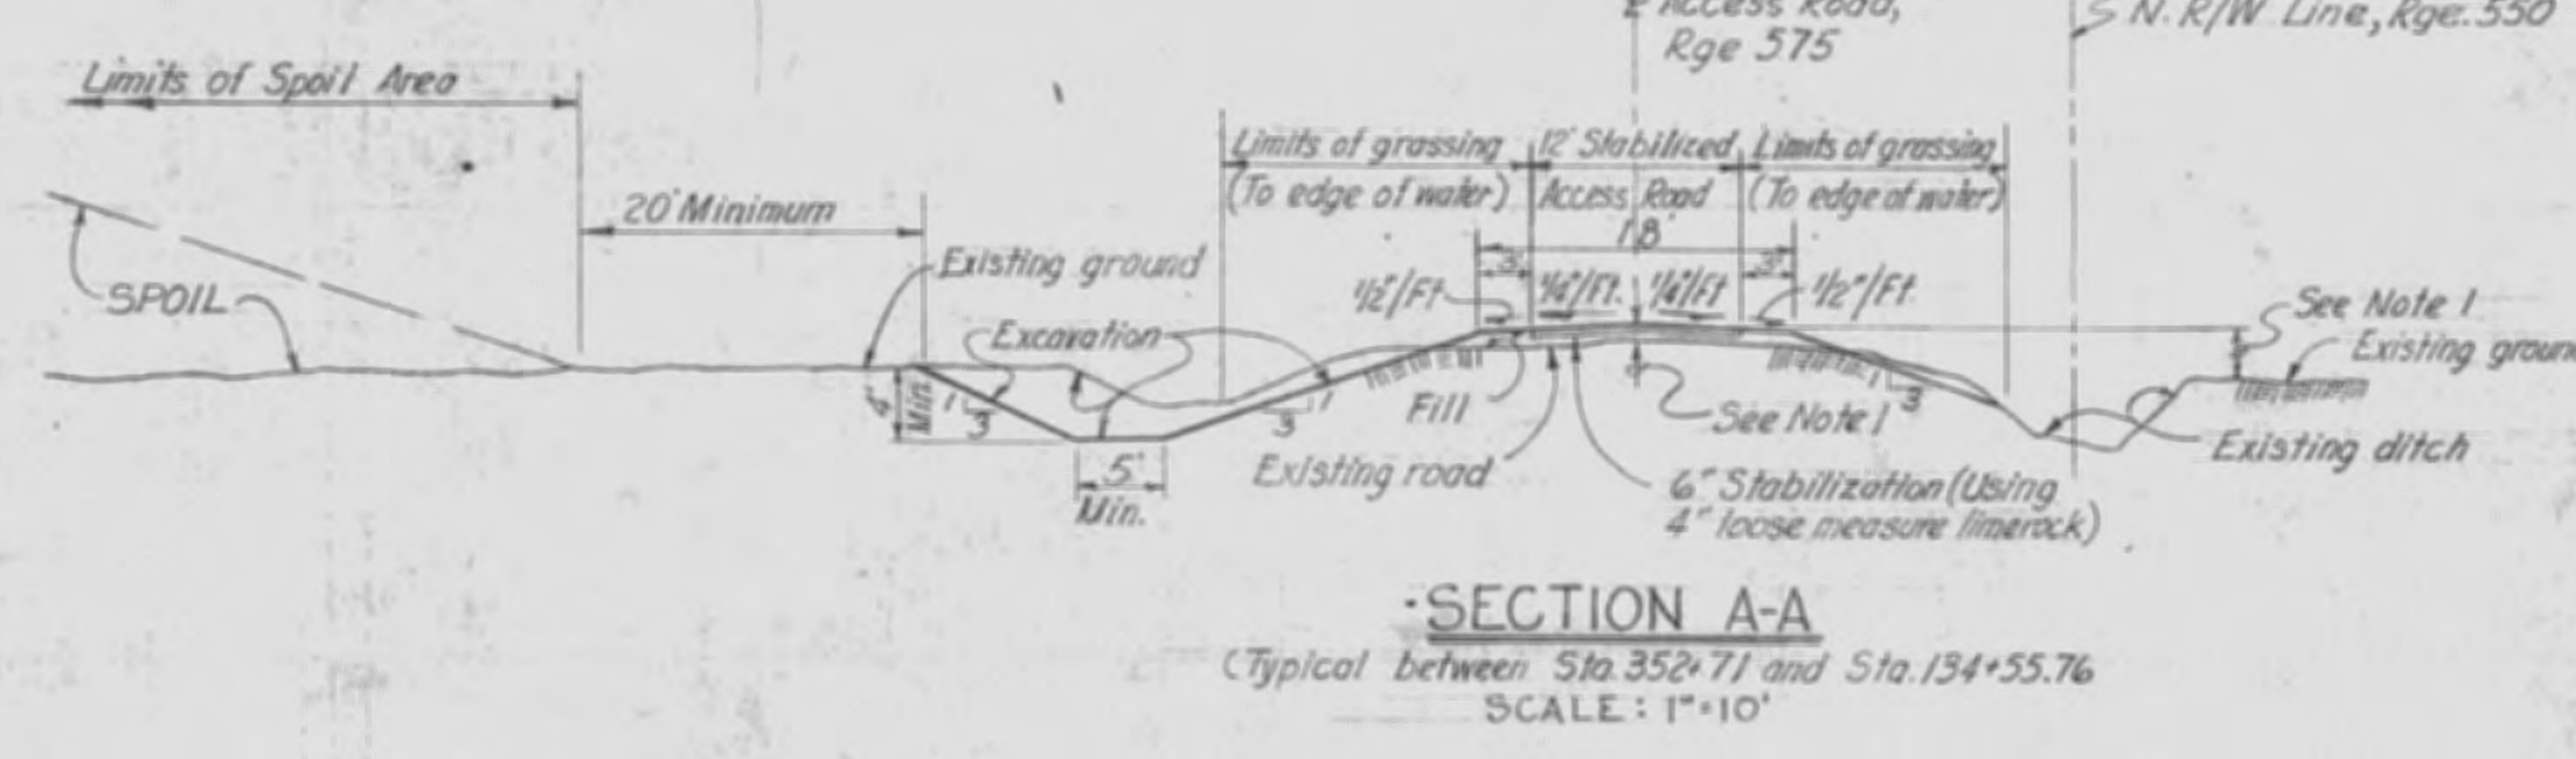 ℄ Access Road,
Rge 575
N. R/W Line, Rge. 550
Limits of Spoil Area
Limits of grassing
(To edge of water)
12' Stabilized
Access Road
Limits of grassing
(To edge of water)
20' Minimum
18'
3'
3'
Existing ground
1/2"/Ft
1/4"/Ft.
1/4"/Ft
1/2"/Ft.
SPOIL
Excavation
See Note 1
Existing ground
4'
Min.
1
3
3
1
Fill
See Note 1
1
3
Existing ditch
5'
Min.
Existing road
6" Stabilization (Using
4" loose measure limerock)
SECTION A-A
(Typical between Sta. 352+71 and Sta. 134+55.76
SCALE: 1"=10'